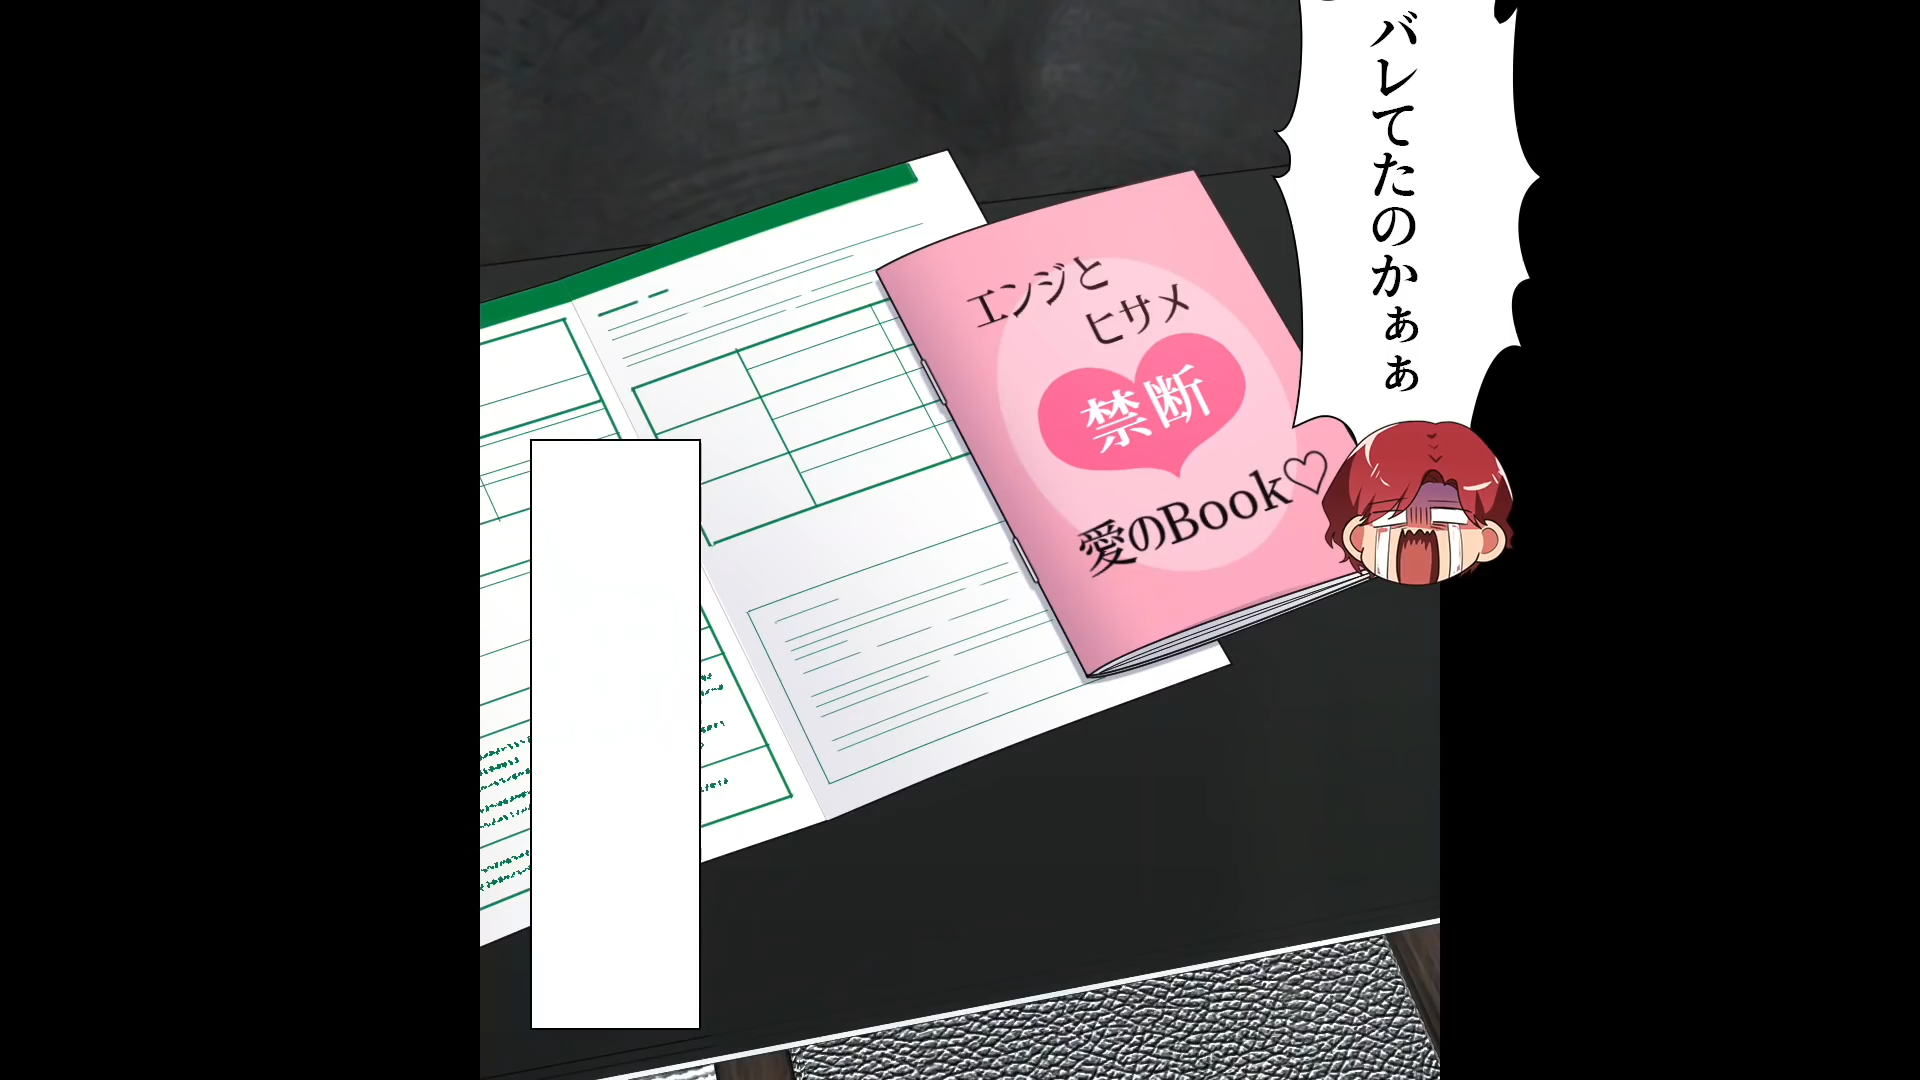 バレてたのかぁぁ
エンジと
ヒサメ
禁断
愛のBook♡